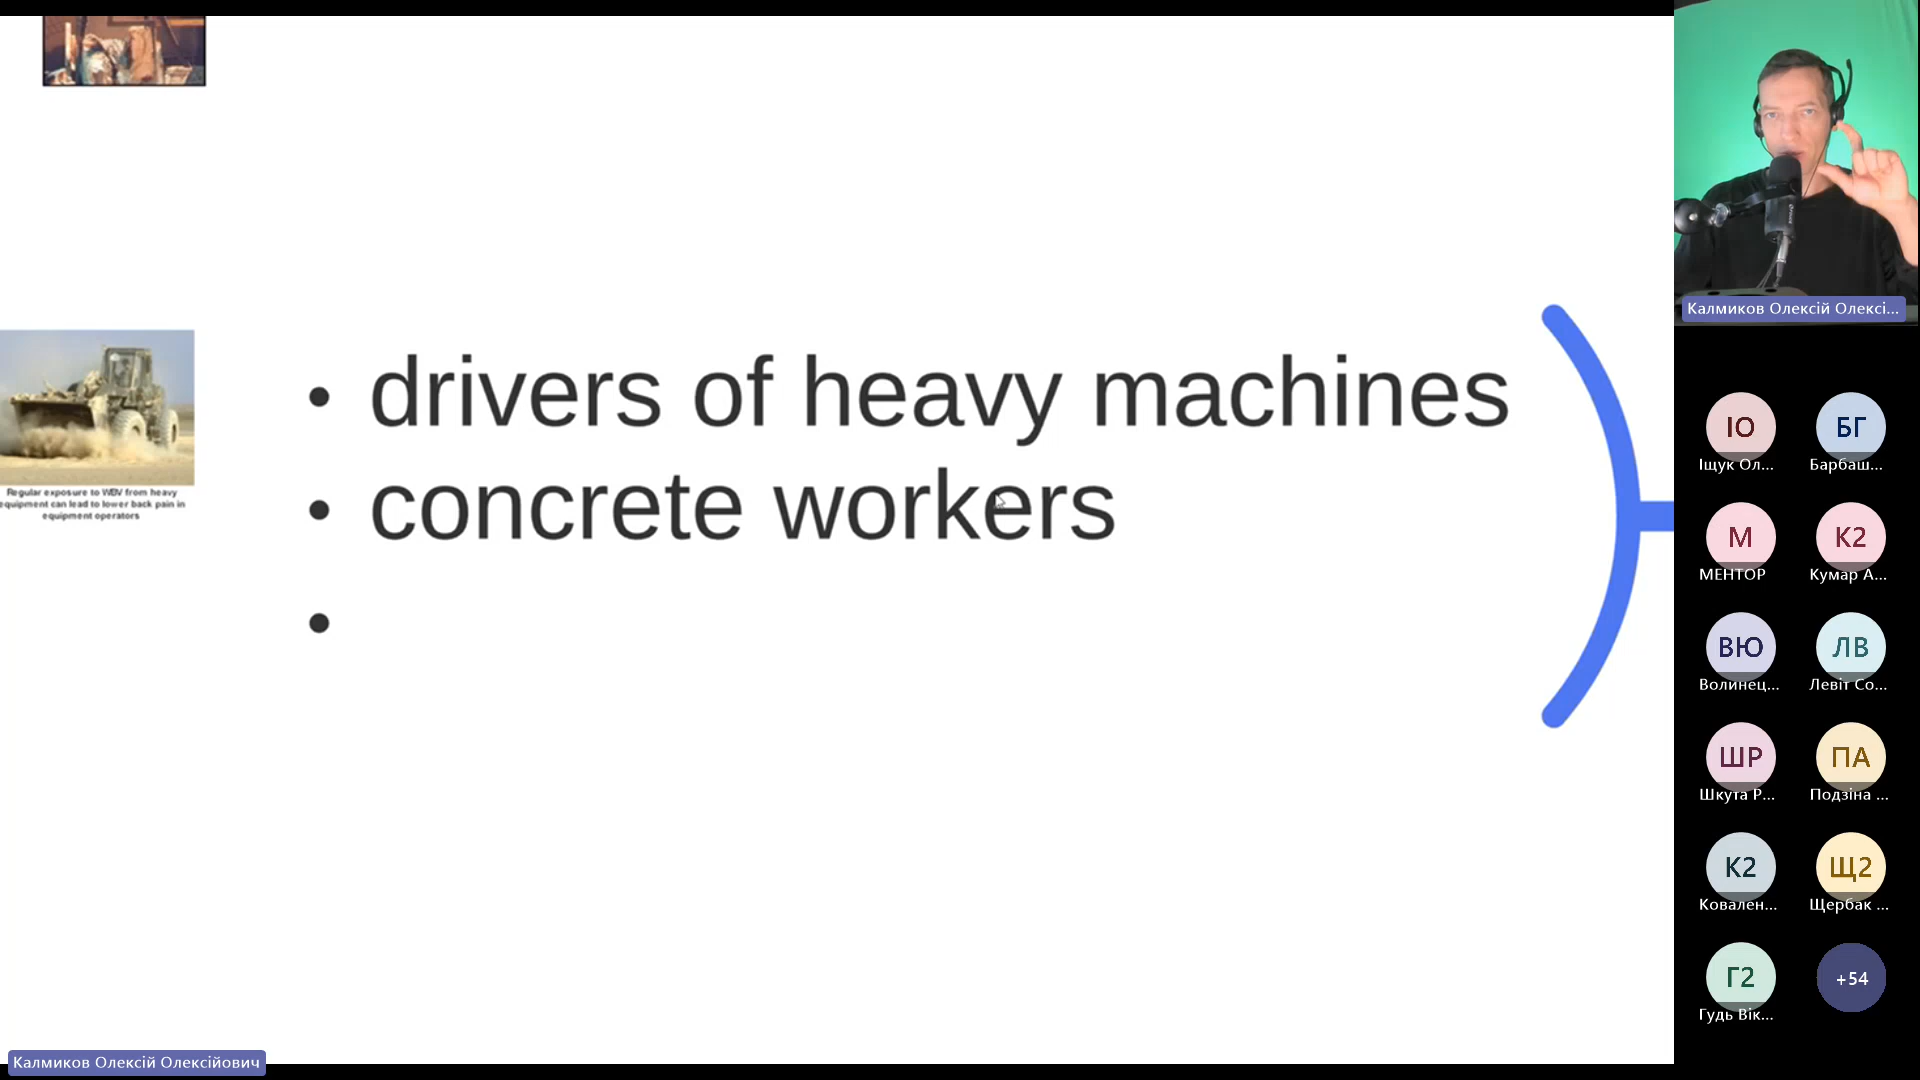 Regular exposure to WBV from heavy
equipment can lead to lower back pain in
equipment operators
• drivers of heavy machines
• concrete workers
•
Калмиков Олексій Олексійович
Калмиков Олексій Олексі...
ІО
Іщук Ол...
БГ
Барбаш...
М
МЕНТОР
К2
Кумар А...
ВЮ
Волинец...
ЛВ
Левіт Со...
ШР
Шкута Р...
ПА
Подзіна ...
К2
Ковален...
Щ2
Щербак ...
Г2
Гудь Вік...
+54